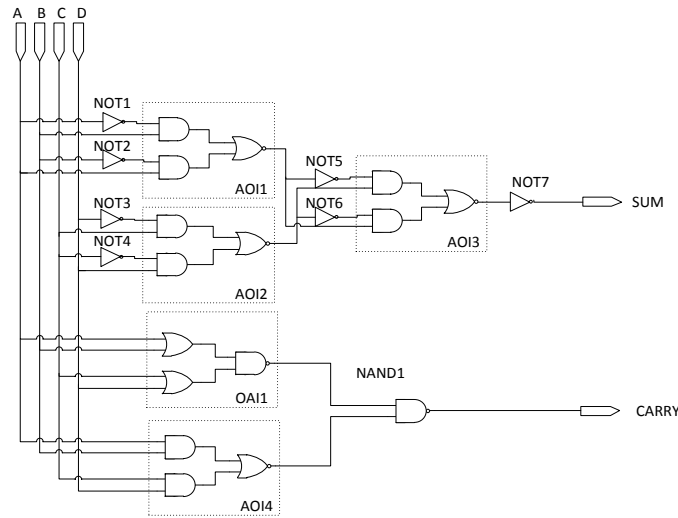 A B C D
NOT1
NOT2
AOI1
NOT5
NOT6
NOT7
SUM
AOI3
NOT3
NOT4
AOI2
OAI1
NAND1
CARRY
AOI4